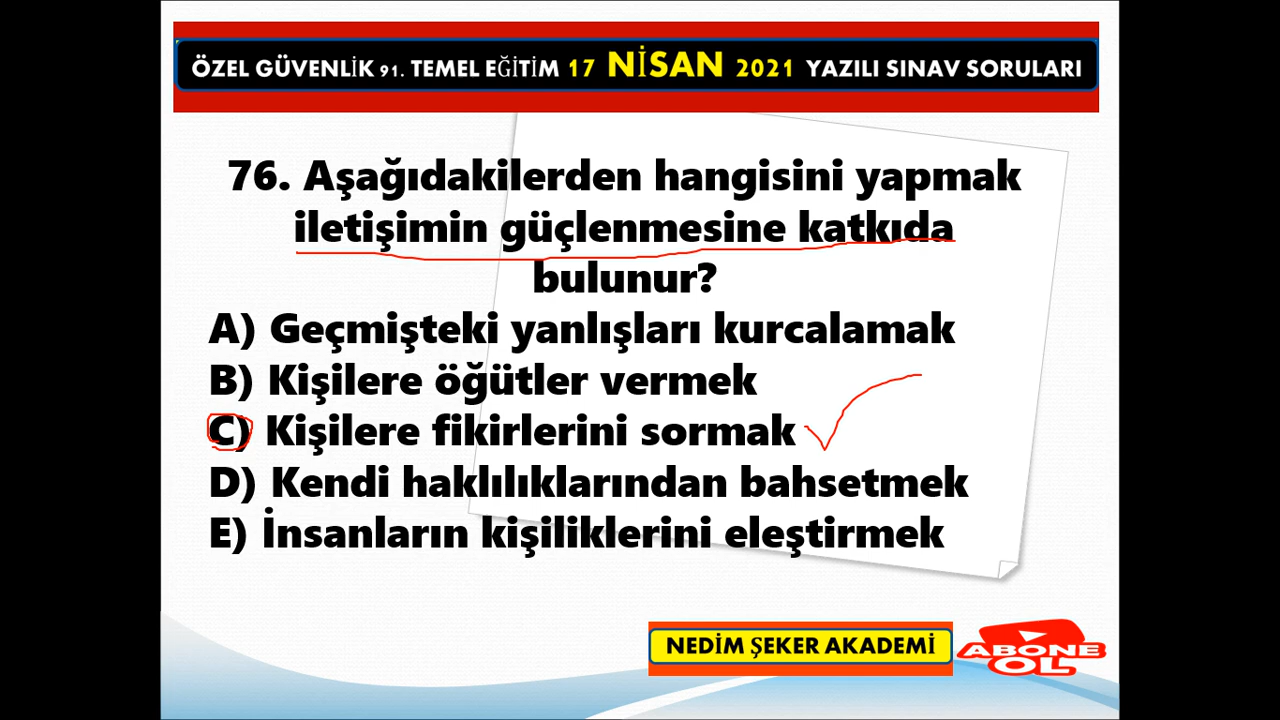 ÖZEL GÜVENLİK 91. TEMEL EĞİTİM 17 NİSAN 2021 YAZILI SINAV SORULARI
76. Aşağıdakilerden hangisini yapmak
iletişimin güçlenmesine katkıda
bulunur?
A) Geçmişteki yanlışları kurcalamak
B) Kişilere öğütler vermek
C) Kişilere fikirlerini sormak
D) Kendi haklılıklarından bahsetmek
E) İnsanların kişiliklerini eleştirmek
NEDİM ŞEKER AKADEMİ
ABONE
OL